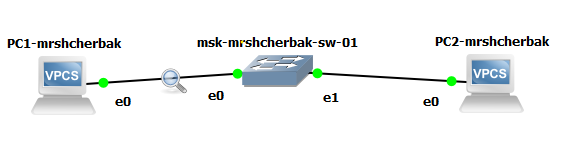 PC1-mrshcherbak
msk-mrshcherbak-sw-01
PC2-mrshcherbak
VPCS
VPCS
e0
e0
e1
e0